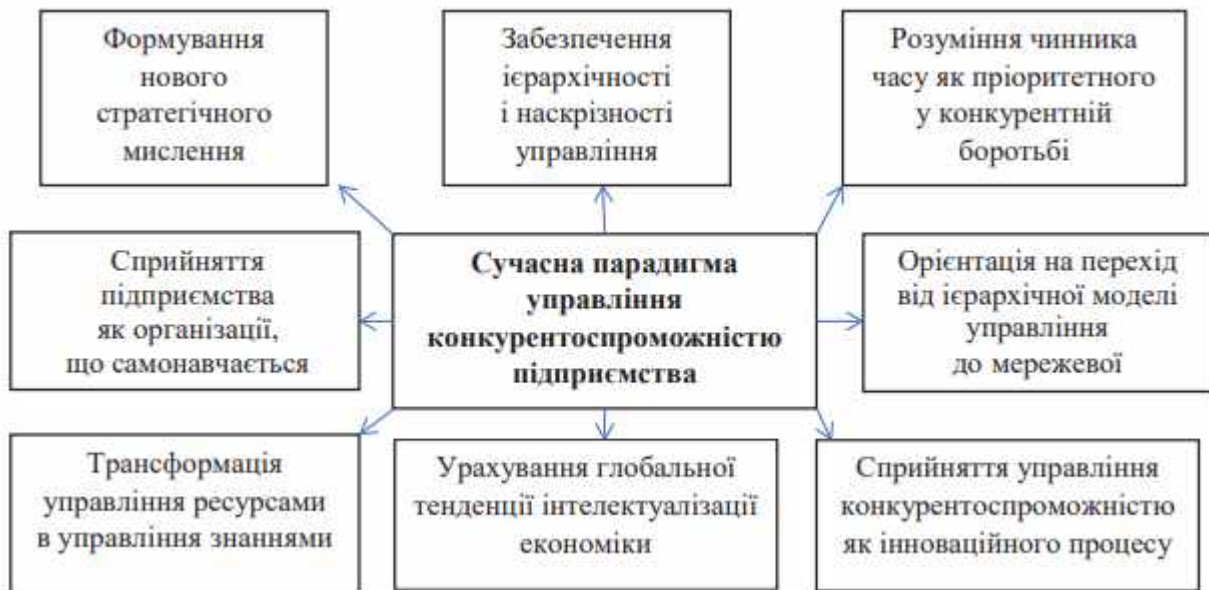 Формування
нового
стратегічного
мислення
Забезпечення
ієрархічності
і наскрізності
управління
Розуміння чинника
часу як пріоритетного
у конкурентній
боротьбі
Сприйняття
підприємства
як організації,
що самонавчається
Сучасна парадигма
управління
конкурентоспроможністю
підприємства
Орієнтація на перехід
від ієрархічної моделі
управління
до мережевої
Трансформація
управління ресурсами
в управління знаннями
Урахування глобальної
тенденції інтелектуалізації
економіки
Сприйняття управління
конкурентоспроможністю
як інноваційного процесу